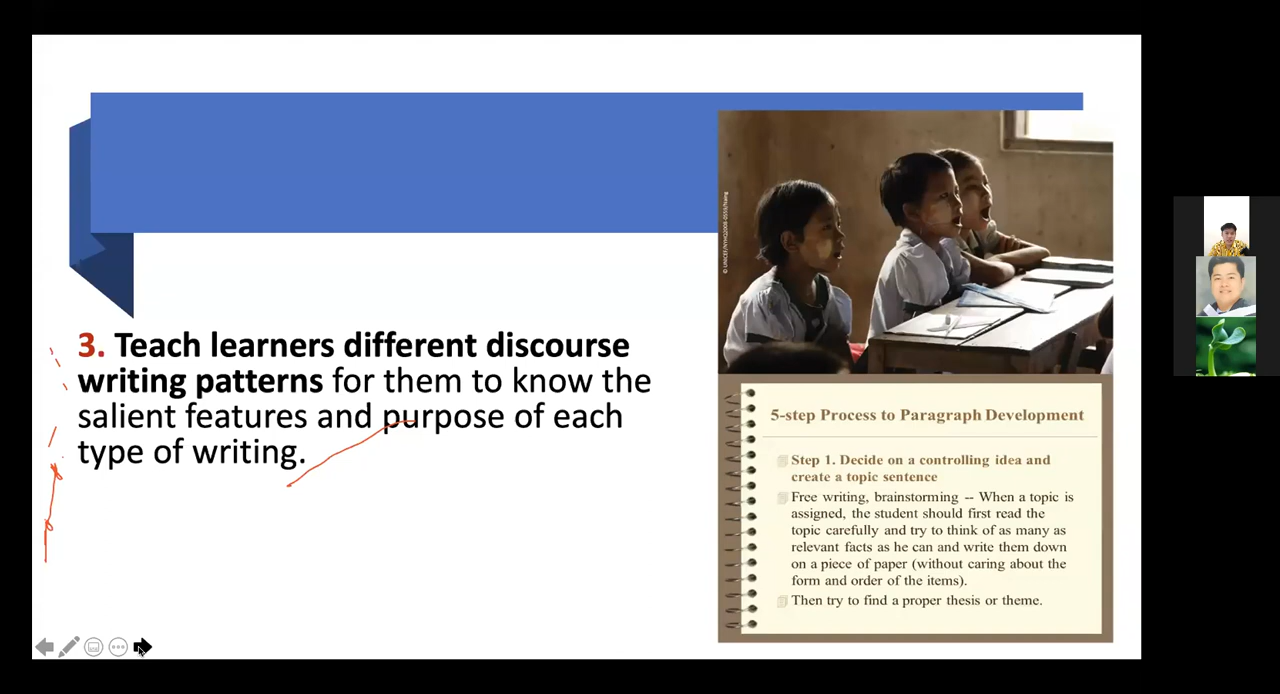 3. Teach learners different discourse
writing patterns for them to know the
salient features and purpose of each
type of writing.
5-step Process to Paragraph Development
Step 1. Decide on a controlling idea and
create a topic sentence
Free writing, brainstorming -- When a topic is
assigned, the student should first read the
topic carefully and try to think of as many as
relevant facts as he can and write them down
on a piece of paper (without caring about the
form and order of the items).
Then try to find a proper thesis or theme.